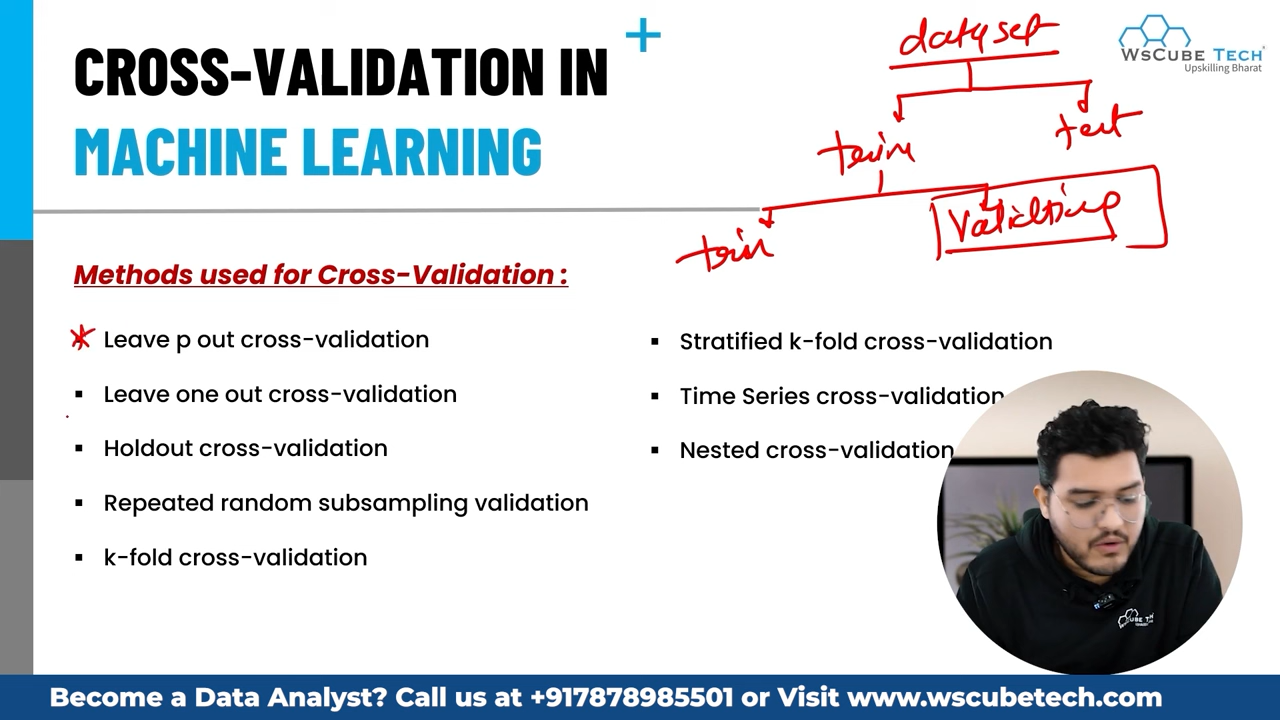 CROSS-VALIDATION IN
MACHINE LEARNING
WsCube Tech
Upskilling Bharat
dataset
train
test
train
Methods used for Cross-Validation :
Leave p out cross-validation
Leave one out cross-validation
Holdout cross-validation
Repeated random subsampling validation
k-fold cross-validation
Stratified k-fold cross-validation
Time Series cross-validation
Nested cross-validation
Become a Data Analyst? Call us at +917878985501 or Visit www.wscubetech.com